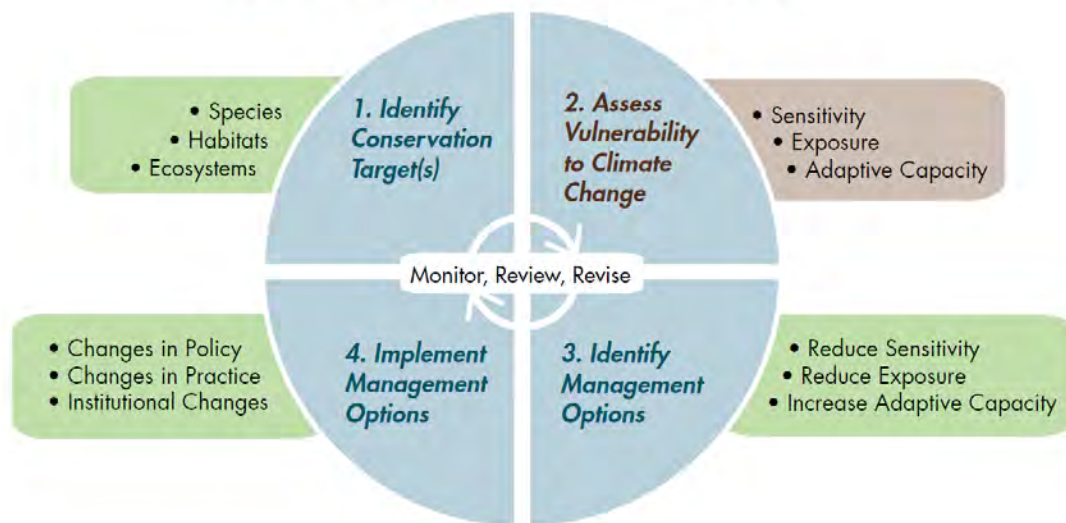 • Species
• Habitats
• Ecosystems
1. Identify
Conservation
Target(s)
2. Assess
Vulnerability
to Climate
Change
• Sensitivity
• Exposure
• Adaptive Capacity
Monitor, Review, Revise
• Changes in Policy
• Changes in Practice
• Institutional Changes
4. Implement
Management
Options
3. Identify
Management
Options
• Reduce Sensitivity
• Reduce Exposure
• Increase Adaptive Capacity